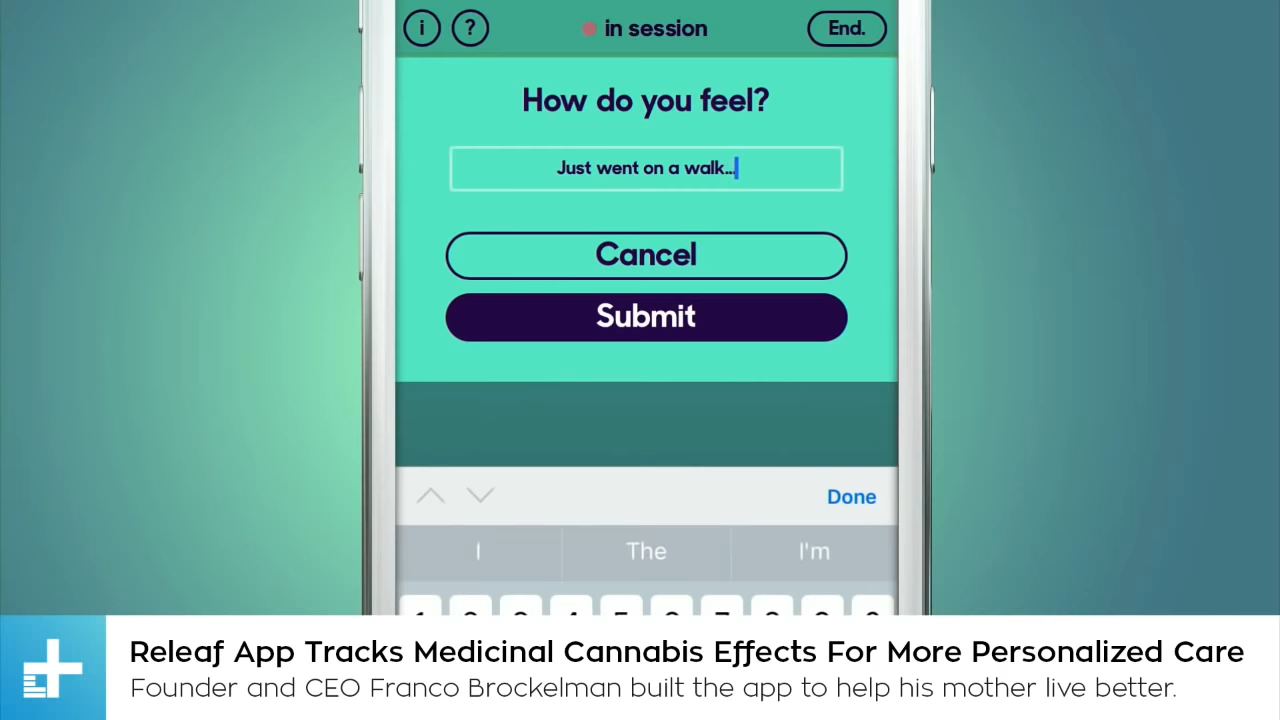 i ? in session End.
How do you feel?
Just went on a walk...
Cancel
Submit
Done
I The I'm
Releaf App Tracks Medicinal Cannabis Effects For More Personalized Care
Founder and CEO Franco Brockelman built the app to help his mother live better.